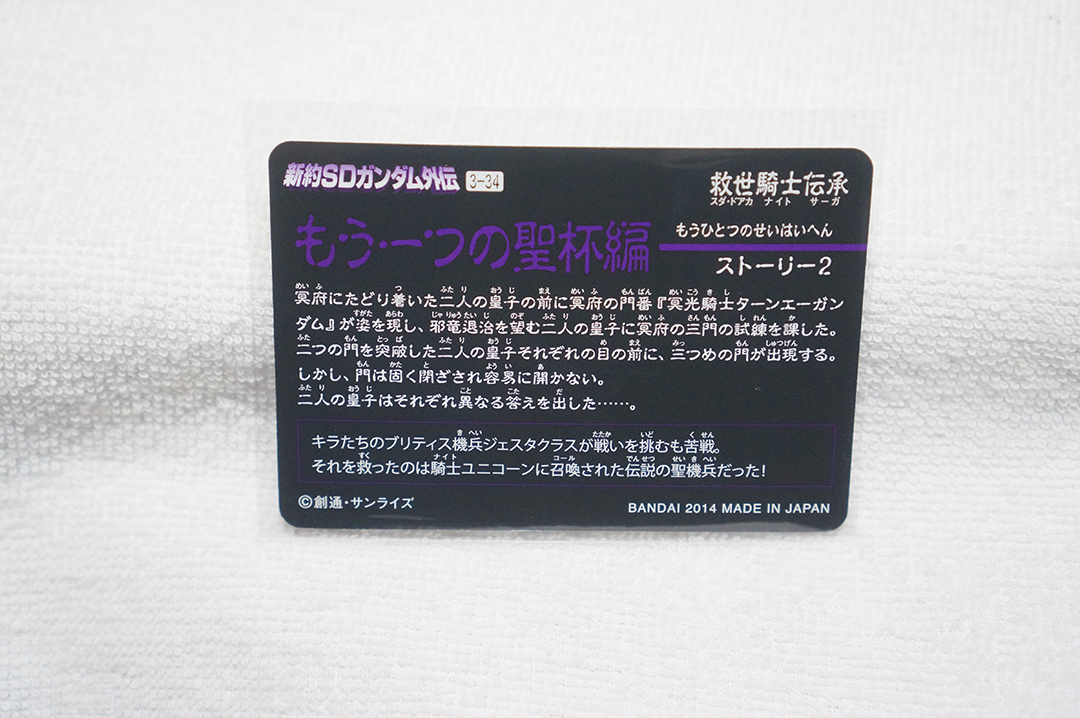 新約SDガンダム外伝 3-34
救世騎士伝承
スダ・ドアカ ナイト サーガ
もう一つの聖杯編
もうひとつのせいはいへん
ストーリー2
冥府にたどり着いた二人の皇子の前に冥府の門番『冥光騎士ターンエーガン
ダム』が姿を現し、邪竜退治を望む二人の皇子に冥府の三門の試練を課した。
二つの門を突破した二人の皇子それぞれの目の前に、三つめの門が出現する。
しかし、門は固く閉ざされ容易に開かない。
二人の皇子はそれぞれ異なる答えを出した……。
キラたちのブリティス機兵ジェスタクラスが戦いを挑むも苦戦。
それを救ったのは騎士ユニコーンに召喚された伝説の聖機兵だった!
©創通・サンライズ
BANDAI 2014 MADE IN JAPAN